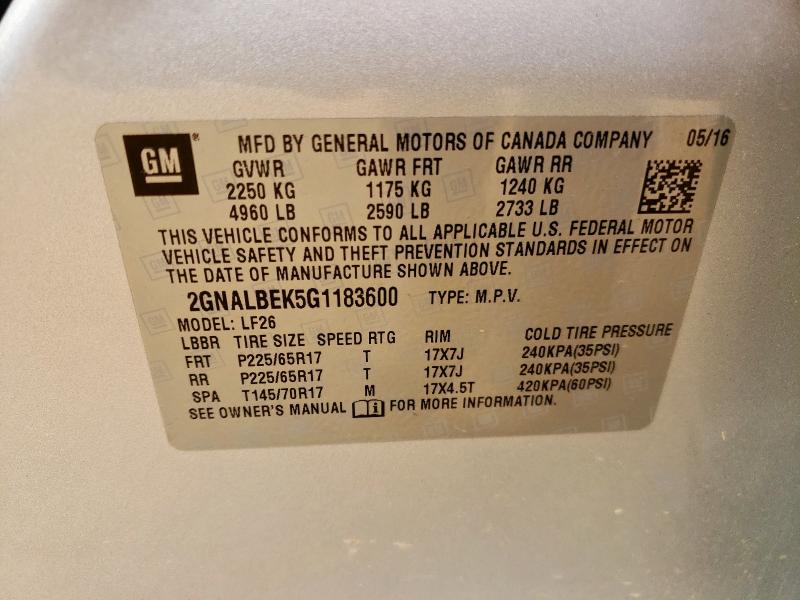 GM® MFD BY GENERAL MOTORS OF CANADA COMPANY 05/16
GVWR GAWR FRT GAWR RR
2250 KG 1175 KG 1240 KG
4960 LB 2590 LB 2733 LB
THIS VEHICLE CONFORMS TO ALL APPLICABLE U.S. FEDERAL MOTOR
VEHICLE SAFETY AND THEFT PREVENTION STANDARDS IN EFFECT ON
THE DATE OF MANUFACTURE SHOWN ABOVE.
2GNALBEK5G1183600 TYPE: M.P.V.
MODEL: LF26
LBBR TIRE SIZE SPEED RTG RIM COLD TIRE PRESSURE
FRT P225/65R17 T 17X7J 240KPA(35PSI)
RR P225/65R17 T 17X7J 240KPA(35PSI)
SPA T145/70R17 M 17X4.5T 420KPA(60PSI)
SEE OWNER'S MANUAL i FOR MORE INFORMATION.